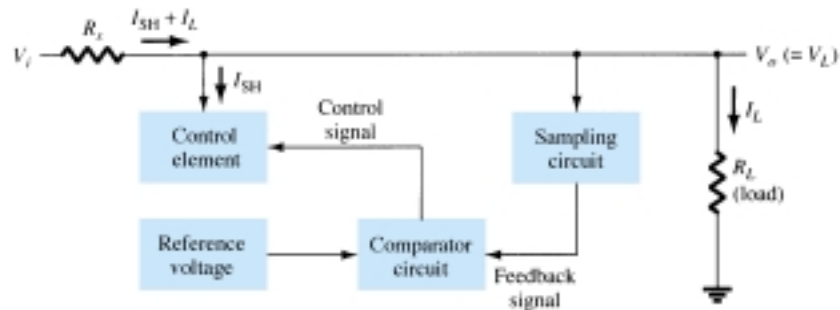 R_s
I_SH + I_L
V_i
V_o (= V_L)
I_SH
Control
signal
I_L
Control
element
Sampling
circuit
R_L
(load)
Reference
voltage
Comparator
circuit
Feedback
signal